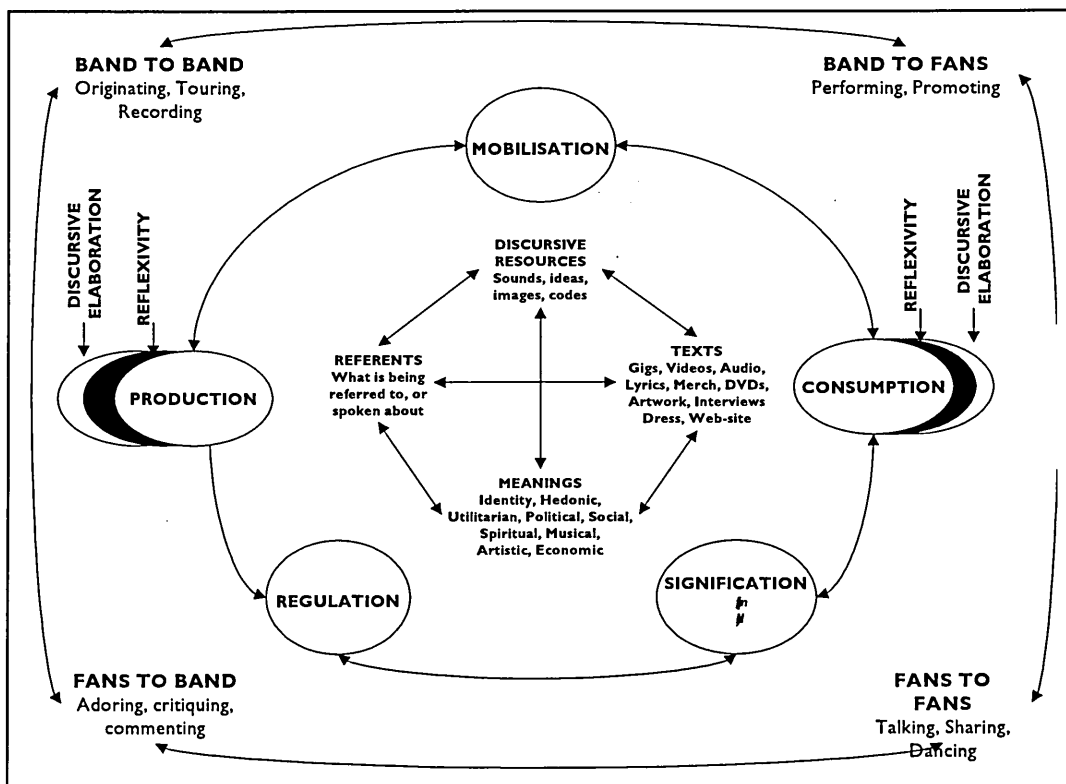 BAND TO BAND
Originating, Touring,
Recording
BAND TO FANS
Performing, Promoting
MOBILISATION
DISCURSIVE
ELABORATION
REFLEXIVITY
REFLEXIVITY
DISCURSIVE
ELABORATION
DISCURSIVE
RESOURCES
Sounds, ideas,
images, codes
REFERENTS
What is being
referred to, or
spoken about
TEXTS
Gigs, Videos, Audio,
Lyrics, Merch, DVDs,
Artwork, Interviews
Dress, Web-site
PRODUCTION
CONSUMPTION
MEANINGS
Identity, Hedonic,
Utilitarian, Political, Social,
Spiritual, Musical,
Artistic, Economic
REGULATION
SIGNIFICATION
FANS TO BAND
Adoring, critiquing,
commenting
FANS TO
FANS
Talking, Sharing,
Dancing